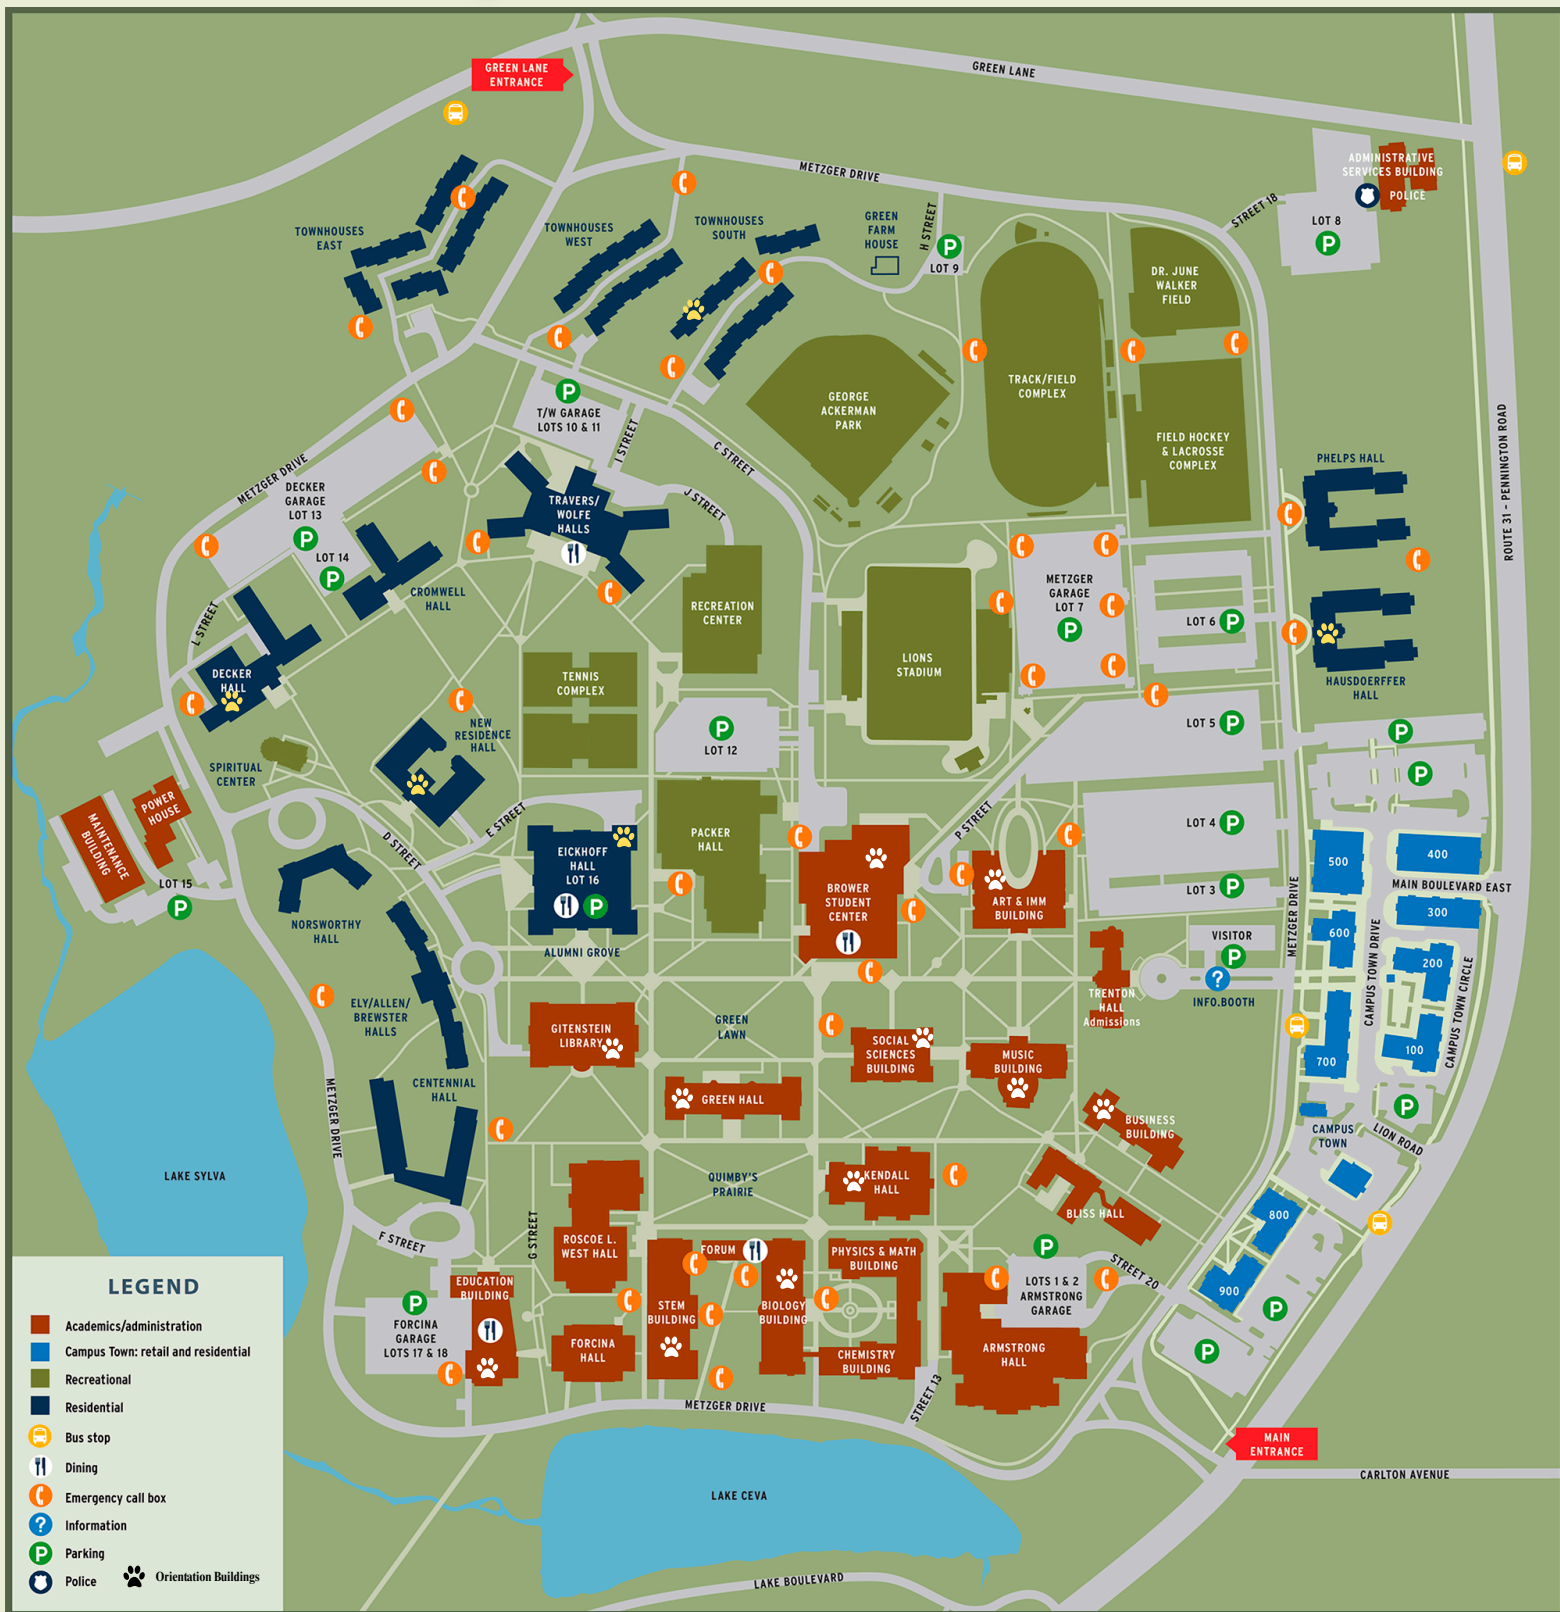 GREEN LANE
ENTRANCE
GREEN LANE
METZGER DRIVE
ADMINISTRATIVE
SERVICES BUILDING
POLICE
STREET 18
LOT 8
P
TOWNHOUSES
EAST
TOWNHOUSES
WEST
TOWNHOUSES
SOUTH
GREEN
FARM
HOUSE
H STREET
P
LOT 9
DR. JUNE
WALKER
FIELD
TRACK/FIELD
COMPLEX
GEORGE
ACKERMAN
PARK
FIELD HOCKEY
& LACROSSE
COMPLEX
P
T/W GARAGE
LOTS 10 & 11
I STREET
C STREET
J STREET
METZGER DRIVE
DECKER
GARAGE
LOT 13
P
LOT 14
P
TRAVERS/
WOLFE
HALLS
PHELPS HALL
ROUTE 31 - PENNINGTON ROAD
CROMWELL
HALL
L STREET
RECREATION
CENTER
METZGER
GARAGE
LOT 7
P
LOT 6
P
LIONS
STADIUM
HAUSDOERFFER
HALL
DECKER
HALL
TENNIS
COMPLEX
NEW
RESIDENCE
HALL
P
LOT 12
LOT 5
P
P
P
SPIRITUAL
CENTER
POWER
HOUSE
MAINTENANCE
BUILDING
LOT 15
P
D STREET
E STREET
PACKER
HALL
P STREET
LOT 4
P
LOT 3
P
EICKHOFF
HALL
LOT 16
P
ALUMNI GROVE
BROWER
STUDENT
CENTER
ART & IMM
BUILDING
500
400
MAIN BOULEVARD EAST
300
600
200
METZGER DRIVE
CAMPUS TOWN DRIVE
CAMPUS TOWN CIRCLE
VISITOR
P
?
INFO.BOOTH
TRENTON
HALL
Admissions
NORSWORTHY
HALL
ELY/ALLEN/
BREWSTER
HALLS
GITENSTEIN
LIBRARY
GREEN
LAWN
SOCIAL
SCIENCES
BUILDING
MUSIC
BUILDING
700
100
P
CENTENNIAL
HALL
GREEN HALL
BUSINESS
BUILDING
CAMPUS
TOWN
LION ROAD
METZGER DRIVE
LAKE SYLVA
QUIMBY'S
PRAIRIE
KENDALL
HALL
BLISS HALL
800
900
P
P
F STREET
G STREET
ROSCOE L.
WEST HALL
FORUM
PHYSICS & MATH
BUILDING
P
LOTS 1 & 2
ARMSTRONG
GARAGE
STREET 20
EDUCATION
BUILDING
P
FORCINA
GARAGE
LOTS 17 & 18
FORCINA
HALL
STEM
BUILDING
BIOLOGY
BUILDING
CHEMISTRY
BUILDING
ARMSTRONG
HALL
STREET 13
METZGER DRIVE
MAIN
ENTRANCE
CARLTON AVENUE
LAKE CEVA
LAKE BOULEVARD
LEGEND
Academics/administration
Campus Town: retail and residential
Recreational
Residential
Bus stop
Dining
Emergency call box
? Information
P Parking
Police
Orientation Buildings